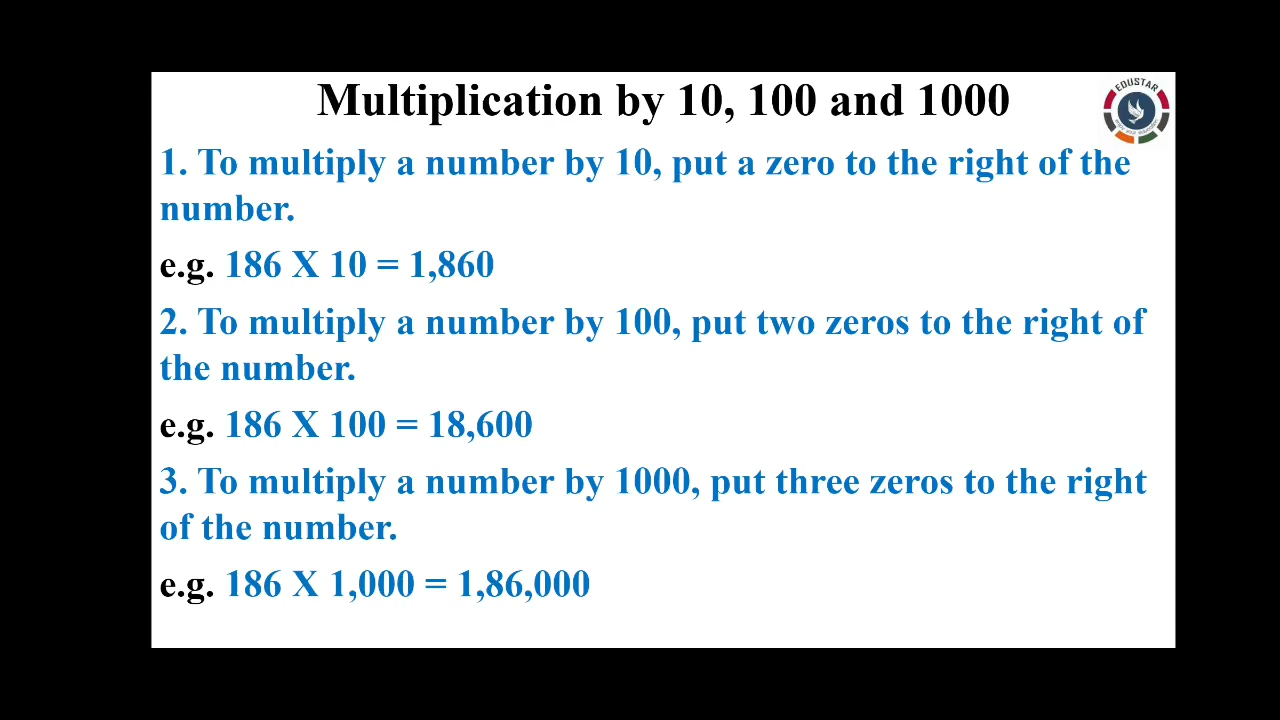 Multiplication by 10, 100 and 1000
EDUSTAR
1. To multiply a number by 10, put a zero to the right of the
number.
e.g. 186 X 10 = 1,860
2. To multiply a number by 100, put two zeros to the right of
the number.
e.g. 186 X 100 = 18,600
3. To multiply a number by 1000, put three zeros to the right
of the number.
e.g. 186 X 1,000 = 1,86,000